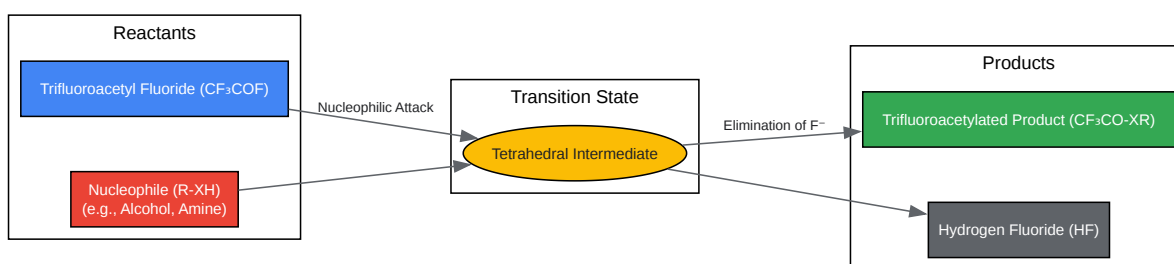 Reactants
Trifluoroacetyl Fluoride (CF₃COF)
Nucleophile (R-XH)
(e.g., Alcohol, Amine)
Nucleophilic Attack
Transition State
Tetrahedral Intermediate
Elimination of F⁻
Products
Trifluoroacetylated Product (CF₃CO-XR)
Hydrogen Fluoride (HF)